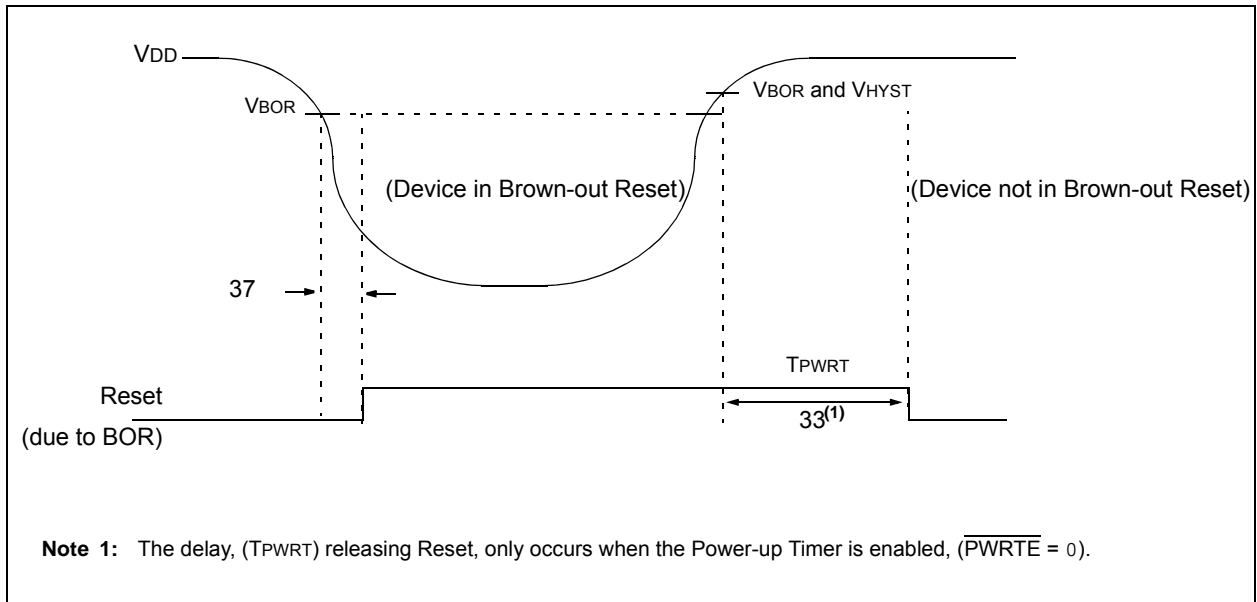 VDD
VBOR
VBOR and VHYST
(Device in Brown-out Reset)
(Device not in Brown-out Reset)
37
TPWRT
Reset
33(1)
(due to BOR)
Note 1: The delay, (TPWRT) releasing Reset, only occurs when the Power-up Timer is enabled, (P̅W̅R̅T̅E̅ = 0).